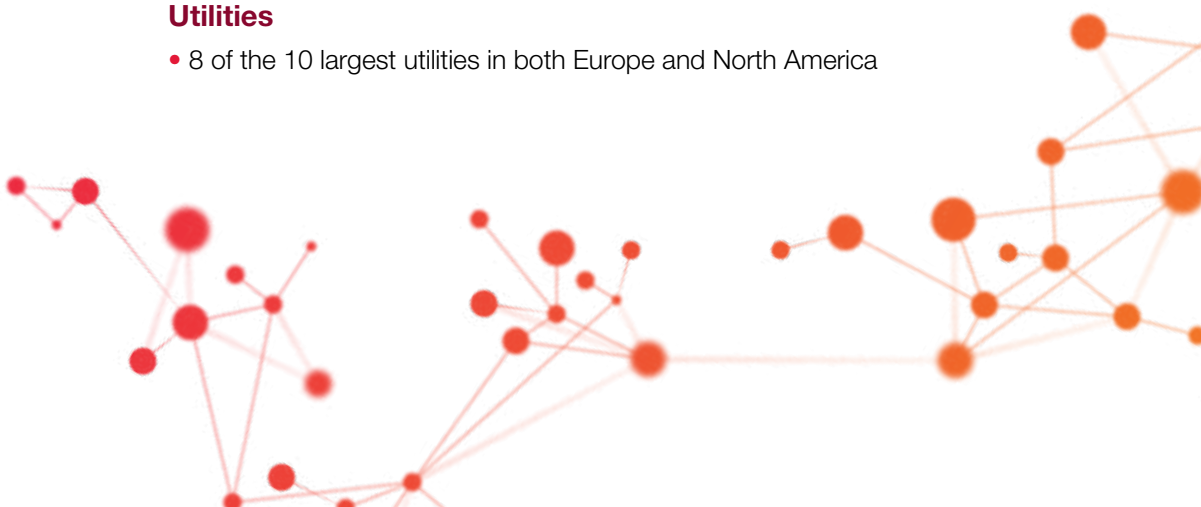 Utilities
• 8 of the 10 largest utilities in both Europe and North America